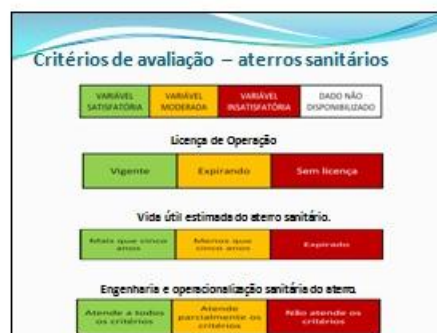 Critérios de avaliação – aterros sanitários
VARIÁVEL SATISFATÓRIA VARIÁVEL MODERADA VARIÁVEL INSATISFATÓRIA DADO NÃO DISPONIBILIZADO
Licença de Operação
Vigente Expirando Sem licença
Vida útil estimada do aterro sanitário.
Mais que cinco anos Menos que cinco anos Expirado
Engenharia e operacionalização sanitária do aterro.
Atende a todos os critérios Atende parcialmente os critérios Não atende os critérios